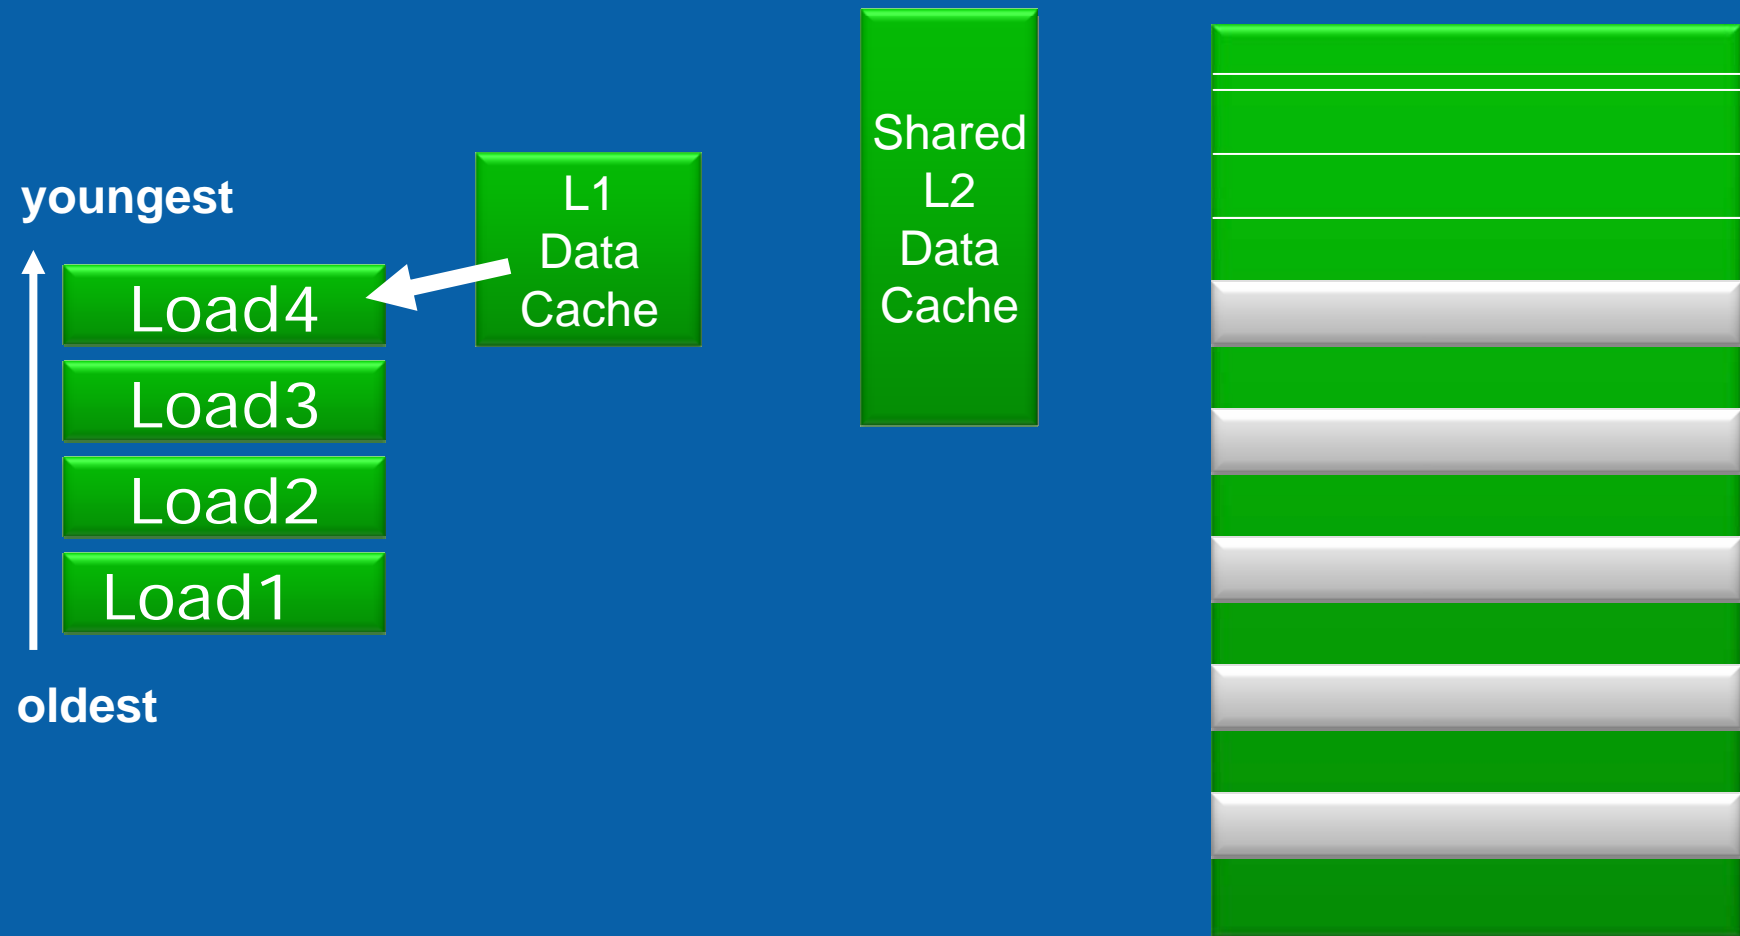 youngest
Load4
Load3
Load2
Load1
oldest
L1
Data
Cache
Shared
L2
Data
Cache